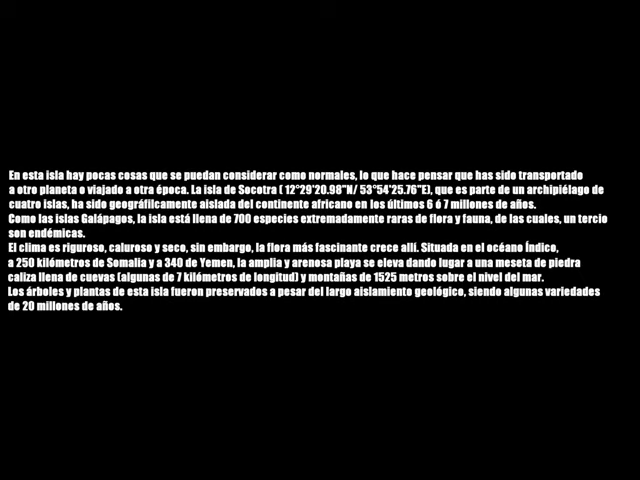 En esta isla hay pocas cosas que se puedan considerar como normales, lo que hace pensar que has sido transportado
a otro planeta o viajado a otra época. La isla de Socotra ( 12°29'20.98"N/ 53°54'25.76"E), que es parte de un archipiélago de
cuatro islas, ha sido geográfilcamente aislada del continente africano en los últimos 6 ó 7 millones de años.
Como las islas Galápagos, la isla está llena de 700 especies extremadamente raras de flora y fauna, de las cuales, un tercio
son endémicas.
El clima es riguroso, caluroso y seco, sin embargo, la flora más fascinante crece allí. Situada en el océano Índico,
a 250 kilómetros de Somalia y a 340 de Yemen, la amplia y arenosa playa se eleva dando lugar a una meseta de piedra
caliza llena de cuevas (algunas de 7 kilómetros de longitud) y montañas de 1525 metros sobre el nivel del mar.
Los árboles y plantas de esta isla fueron preservados a pesar del largo aislamiento geológico, siendo algunas variedades
de 20 millones de años.